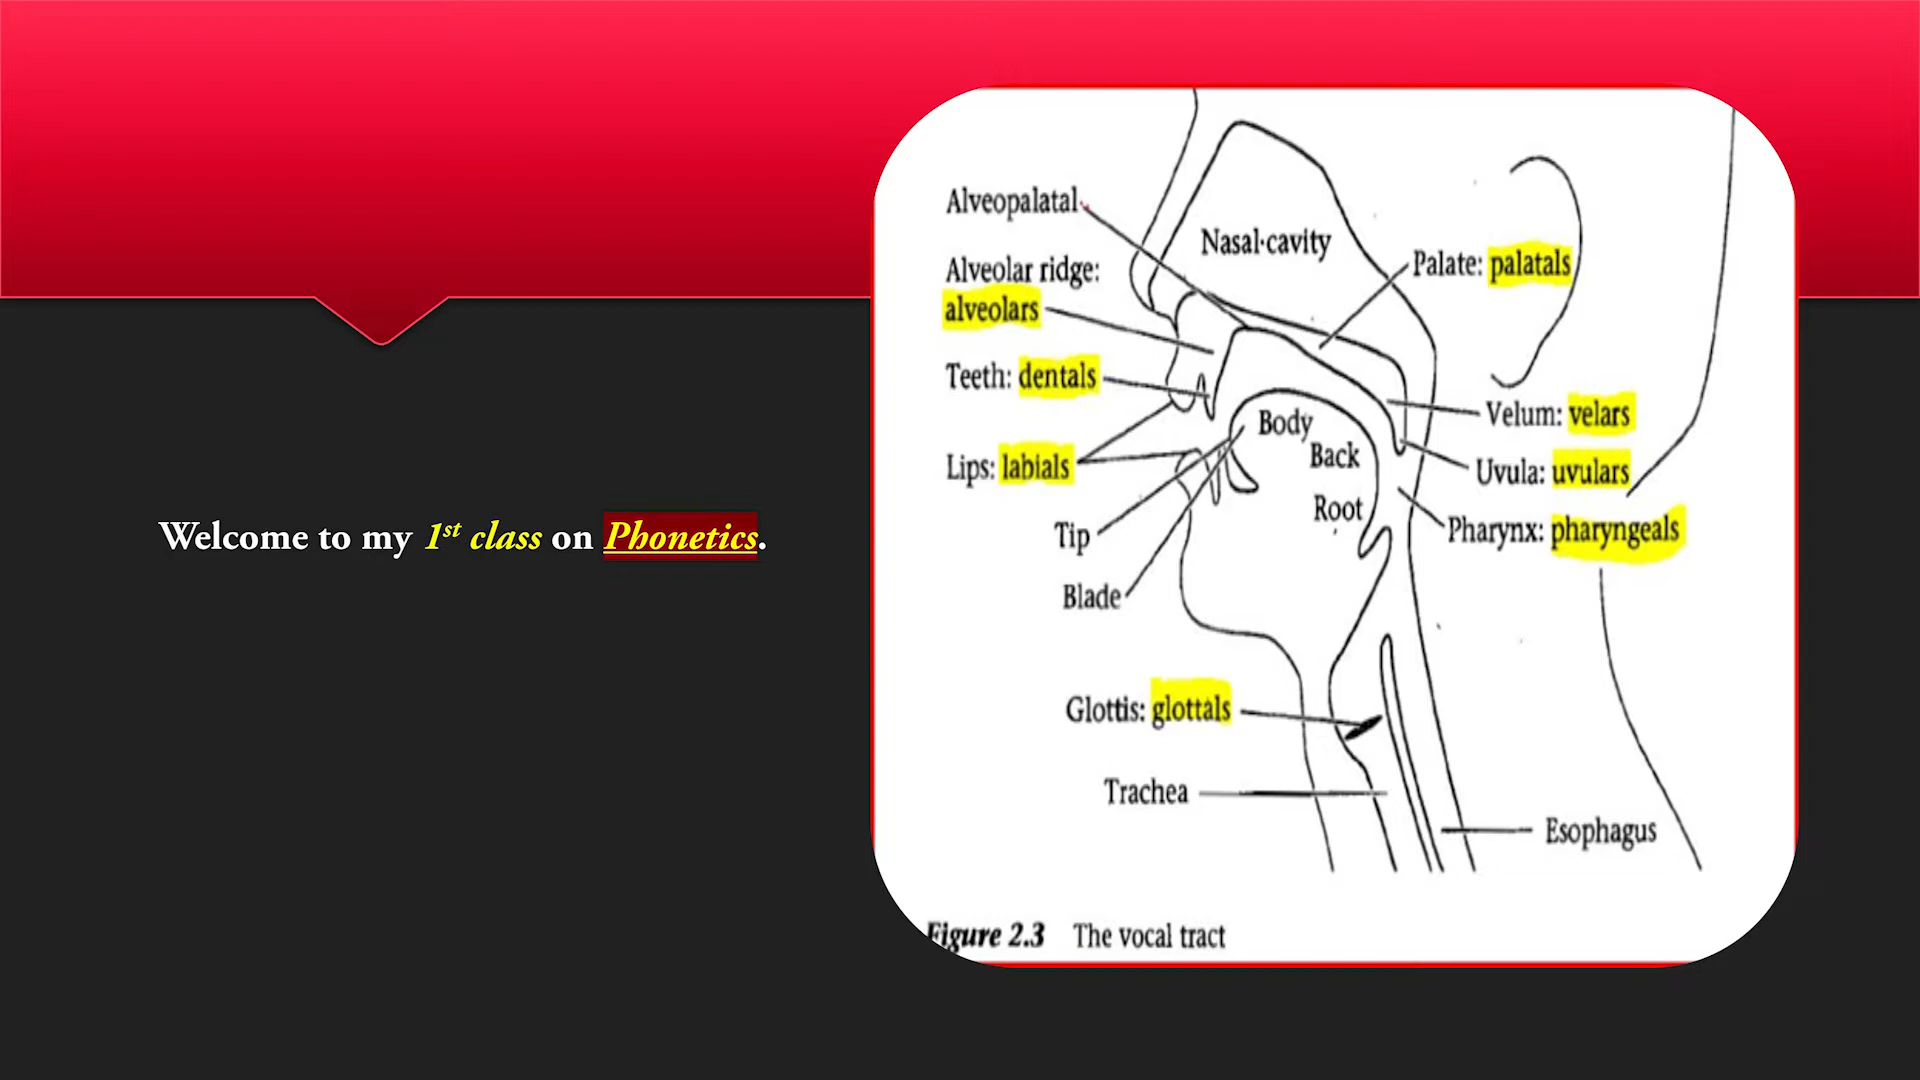 Welcome to my 1st class on Phonetics.
Alveopalatal
Nasal·cavity
Alveolar ridge:
alveolars
Palate: palatals
Teeth: dentals
Velum: velars
Body
Back
Lips: labials
Uvula: uvulars
Root
Tip
Pharynx: pharyngeals
Blade
Glottis: glottals
Trachea
Esophagus
Figure 2.3 The vocal tract